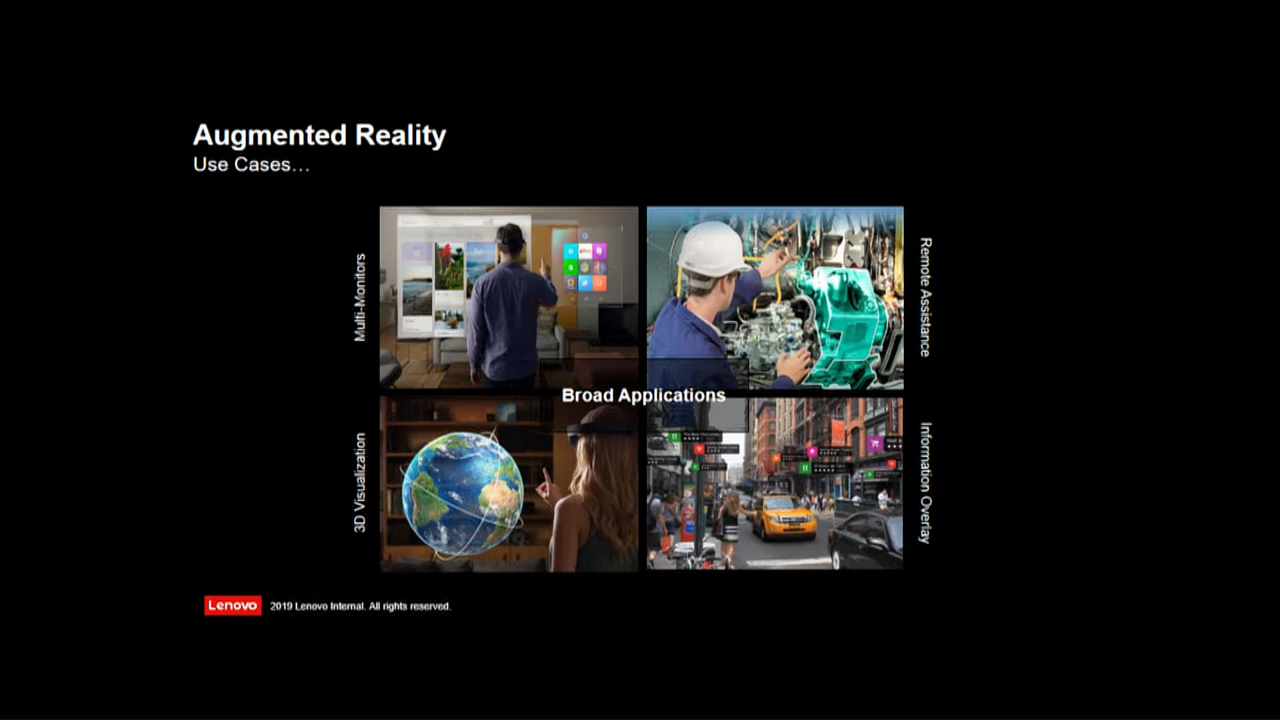 Augmented Reality
Use Cases…
Multi-Monitors
Remote Assistance
Broad Applications
3D Visualization
Information Overlay
Lenovo
2019 Lenovo Internal. All rights reserved.